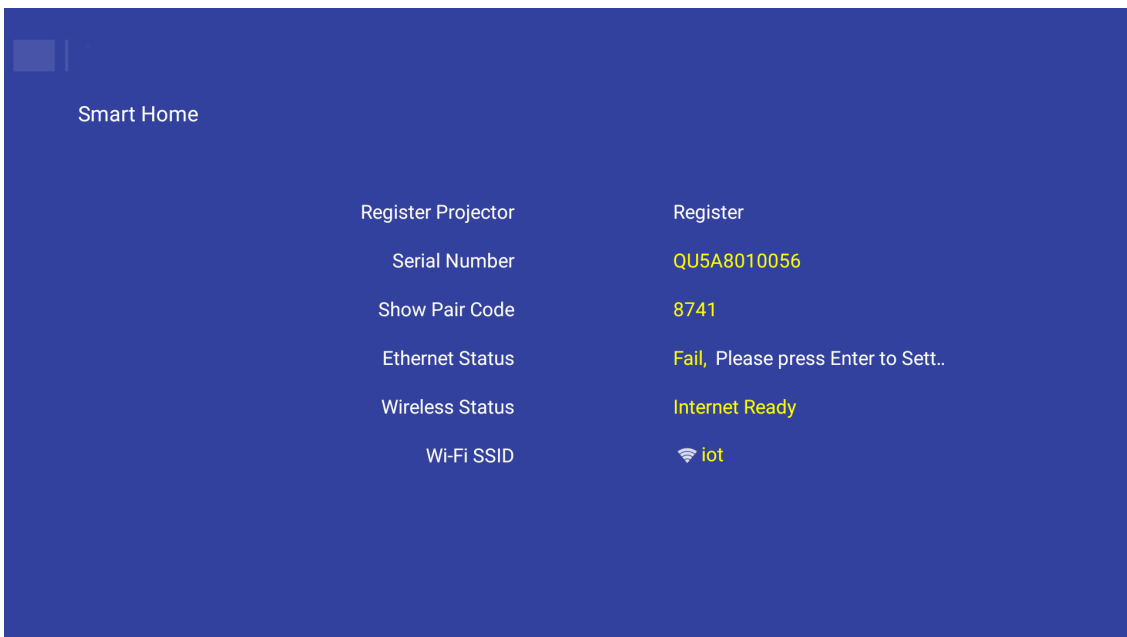 Smart Home
Register Projector Register
Serial Number QU5A8010056
Show Pair Code 8741
Ethernet Status Fail, Please press Enter to Sett..
Wireless Status Internet Ready
Wi-Fi SSID iot